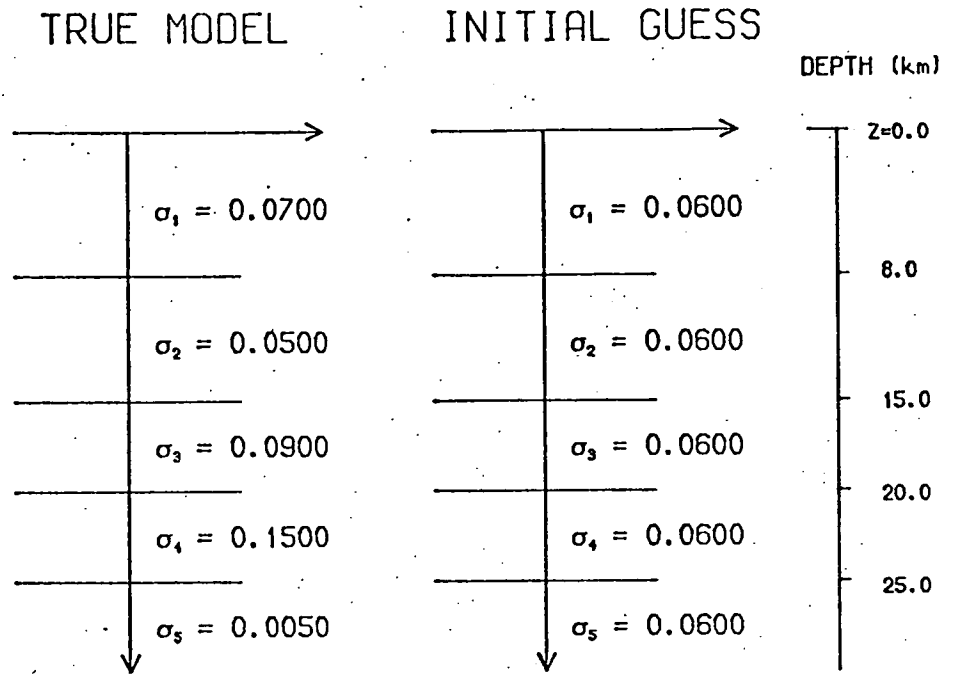 TRUE MODEL
INITIAL GUESS
DEPTH (km)
Z=0.0
σ₁ = 0.0700
σ₁ = 0.0600
8.0
σ₂ = 0.0500
σ₂ = 0.0600
15.0
σ₃ = 0.0900
σ₃ = 0.0600
20.0
σ₄ = 0.1500
σ₄ = 0.0600
25.0
σ₅ = 0.0050
σ₅ = 0.0600